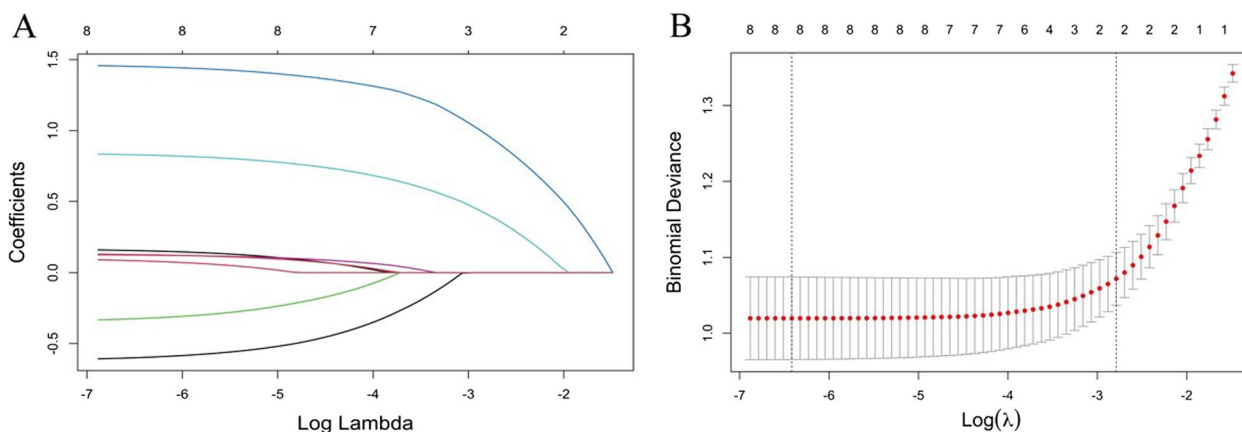 A
8 8 8 7 3 2
1.5
1.0
0.5
0.0
-0.5
Coefficients
-7 -6 -5 -4 -3 -2
Log Lambda
B
8 8 8 8 8 8 8 7 7 7 6 4 3 2 2 2 2 1 1
1.3
1.2
1.1
1.0
Binomial Deviance
-7 -6 -5 -4 -3 -2
Log(λ)